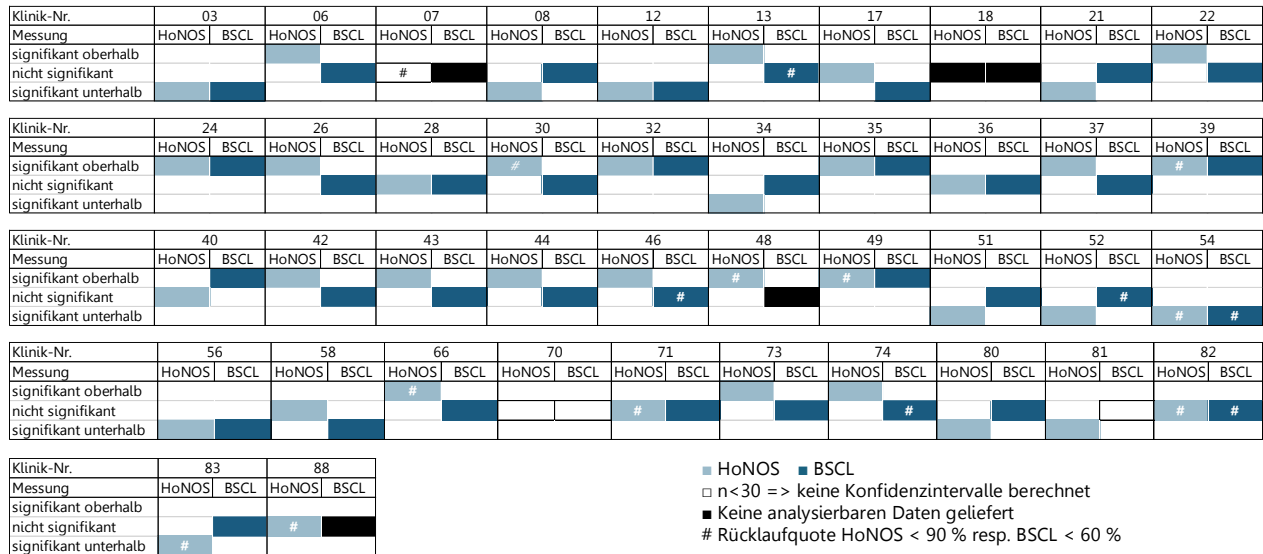 Klinik-Nr. 03 06 07 08 12 13 17 18 21 22
Messung HoNOS BSCL HoNOS BSCL HoNOS BSCL HoNOS BSCL HoNOS BSCL HoNOS BSCL HoNOS BSCL HoNOS BSCL HoNOS BSCL HoNOS BSCL
signifikant oberhalb
nicht signifikant # #
signifikant unterhalb
Klinik-Nr. 24 26 28 30 32 34 35 36 37 39
Messung HoNOS BSCL HoNOS BSCL HoNOS BSCL HoNOS BSCL HoNOS BSCL HoNOS BSCL HoNOS BSCL HoNOS BSCL HoNOS BSCL HoNOS BSCL
signifikant oberhalb # #
nicht signifikant
signifikant unterhalb
Klinik-Nr. 40 42 43 44 46 48 49 51 52 54
Messung HoNOS BSCL HoNOS BSCL HoNOS BSCL HoNOS BSCL HoNOS BSCL HoNOS BSCL HoNOS BSCL HoNOS BSCL HoNOS BSCL HoNOS BSCL
signifikant oberhalb # #
nicht signifikant # #
signifikant unterhalb # #
Klinik-Nr. 56 58 66 70 71 73 74 80 81 82
Messung HoNOS BSCL HoNOS BSCL HoNOS BSCL HoNOS BSCL HoNOS BSCL HoNOS BSCL HoNOS BSCL HoNOS BSCL HoNOS BSCL HoNOS BSCL
signifikant oberhalb #
nicht signifikant # # # #
signifikant unterhalb
Klinik-Nr. 83 88
Messung HoNOS BSCL HoNOS BSCL
signifikant oberhalb
nicht signifikant #
signifikant unterhalb #
HoNOS BSCL
n<30 => keine Konfidenzintervalle berechnet
Keine analysierbaren Daten geliefert
# Rücklaufquote HoNOS < 90 % resp. BSCL < 60 %